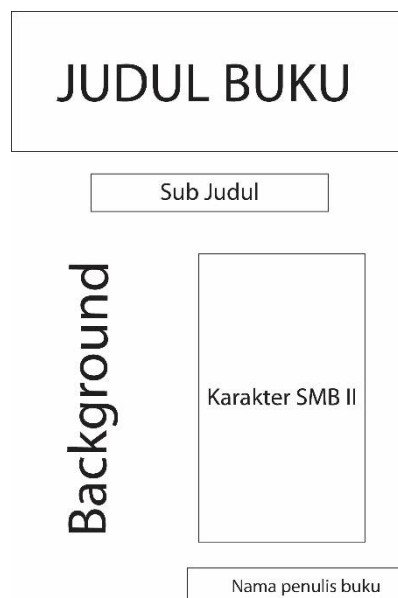 JUDUL BUKU
Sub Judul
Background
Karakter SMB II
Nama penulis buku